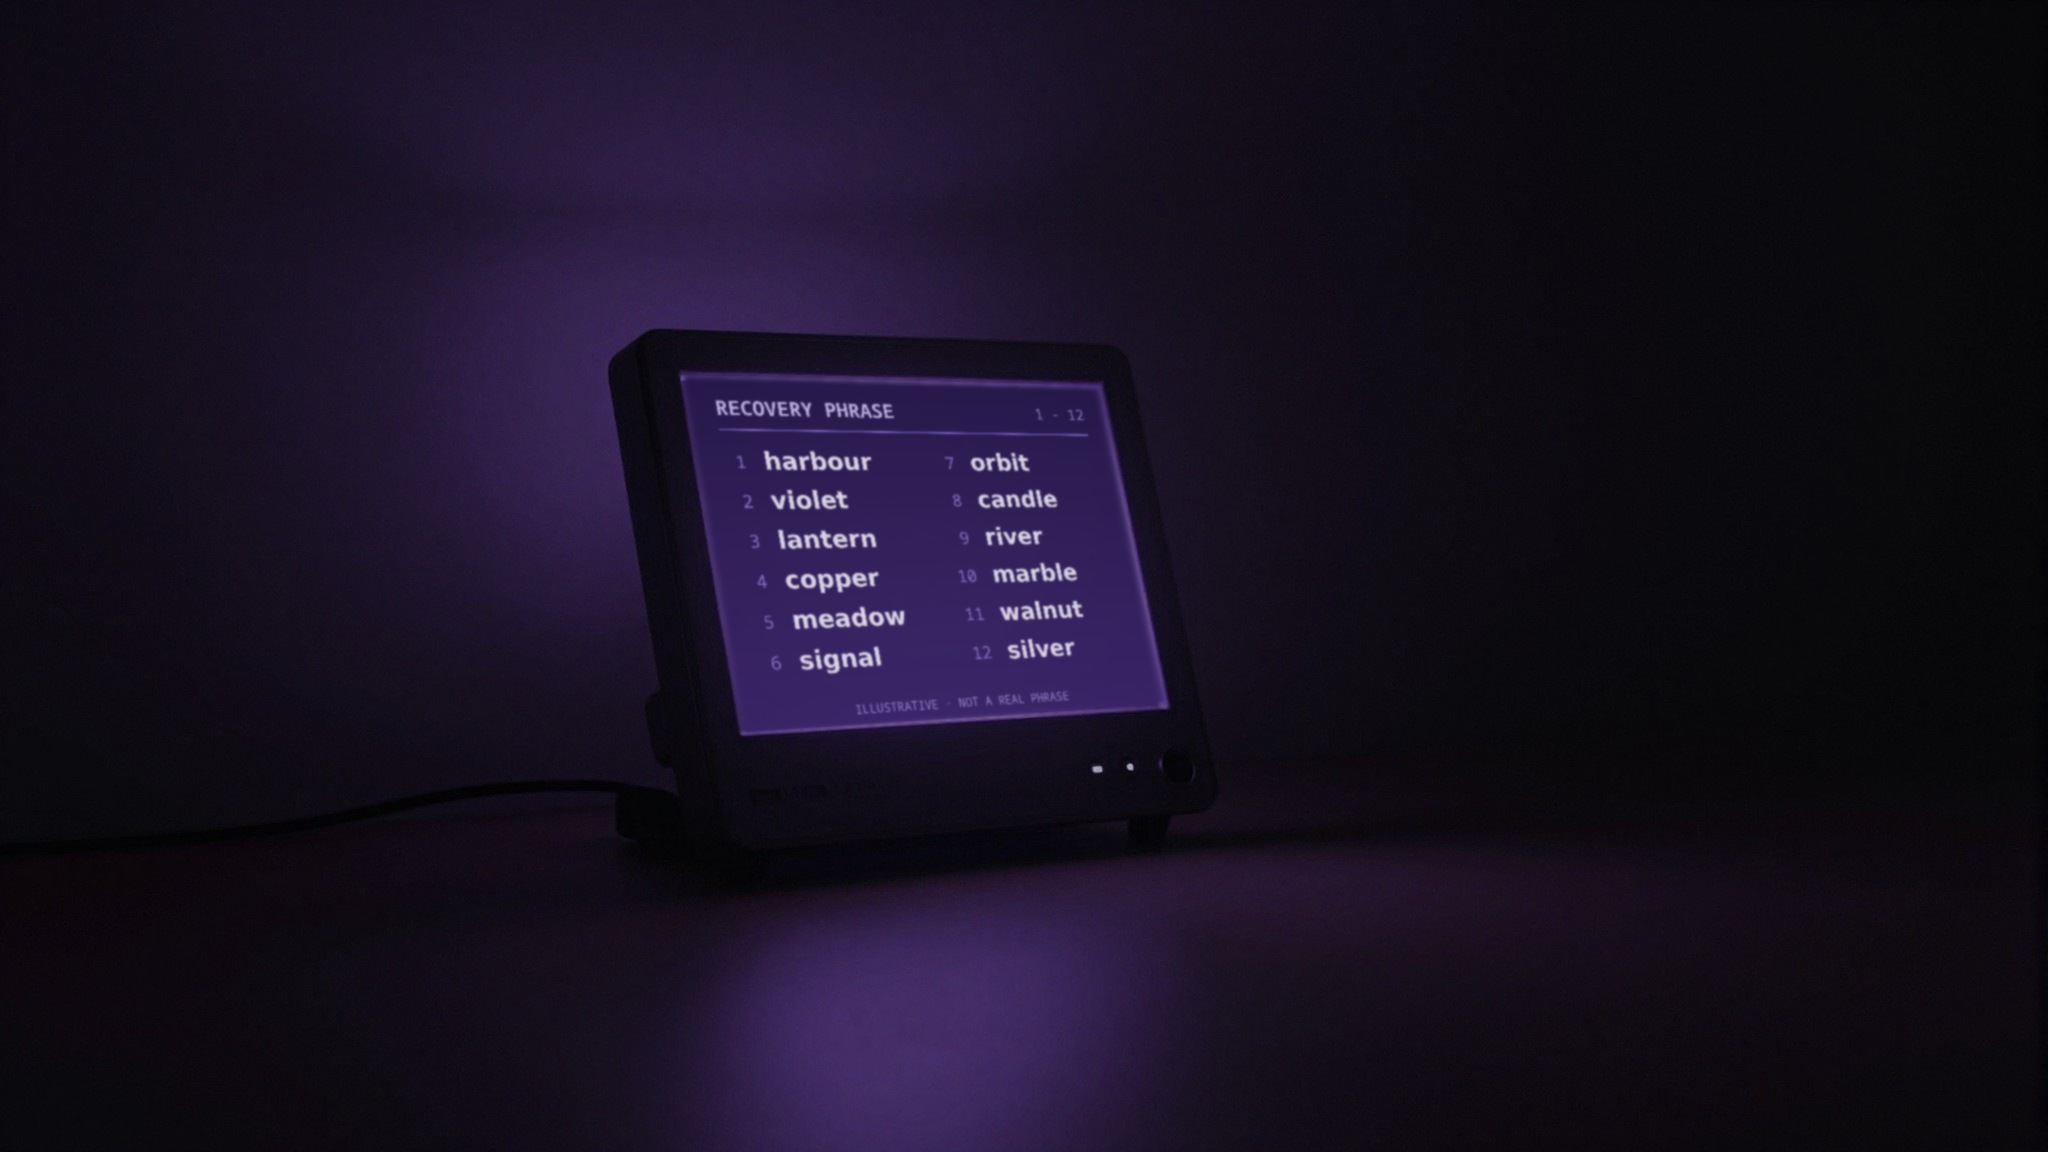 RECOVERY PHRASE 1 - 12
1 harbour
2 violet
3 lantern
4 copper
5 meadow
6 signal
7 orbit
8 candle
9 river
10 marble
11 walnut
12 silver
ILLUSTRATIVE · NOT A REAL PHRASE